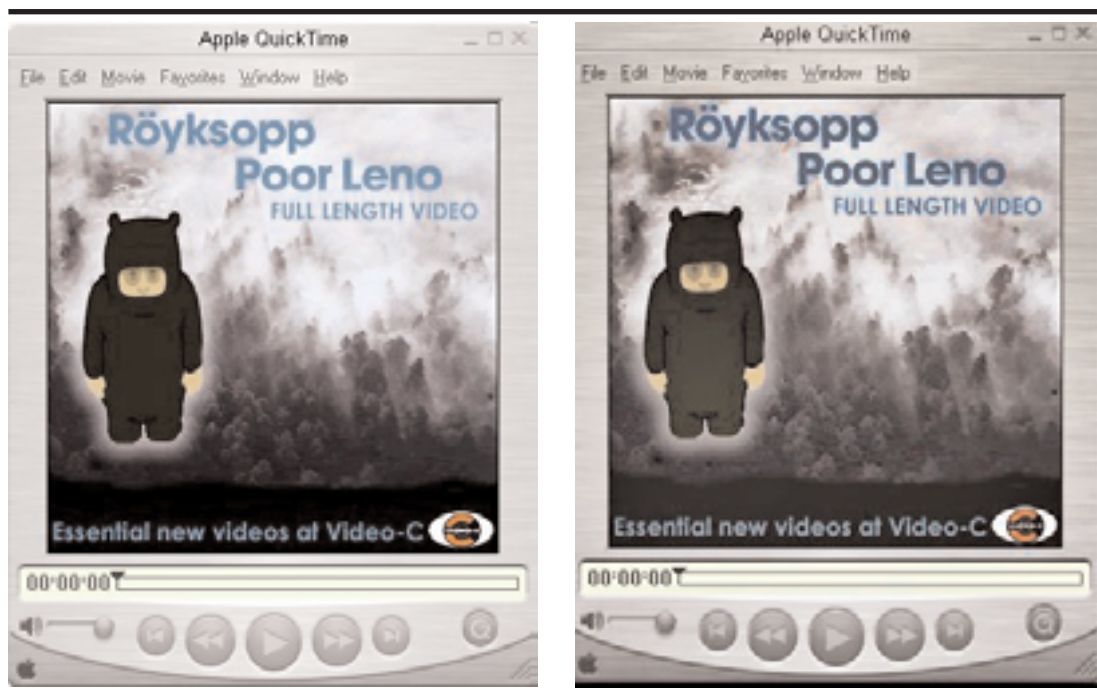 Apple QuickTime
File Edit Movie Favorites Window Help
Röyksopp
Poor Leno
FULL LENGTH VIDEO
Essential new videos at Video-C
00:00:00
Apple QuickTime
File Edit Movie Favorites Window Help
Röyksopp
Poor Leno
FULL LENGTH VIDEO
Essential new videos at Video-C
00:00:00